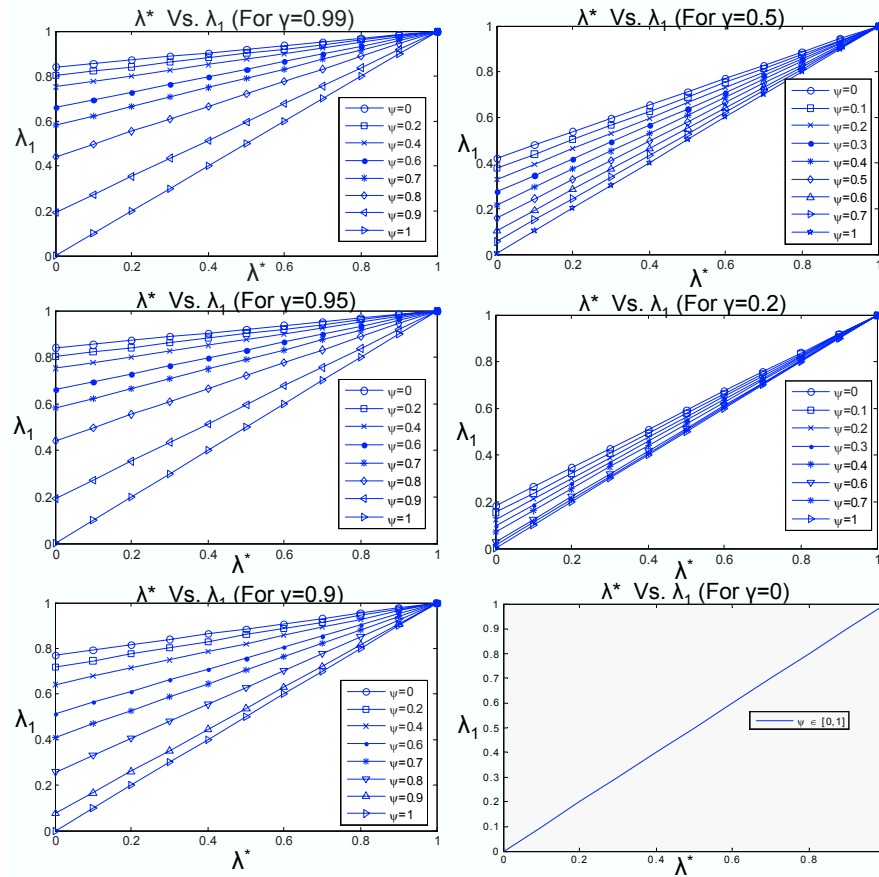 λ* Vs. λ1 (For γ=0.99)
1
0.8
0.6
0.4
0.2
0
λ1
0 0.2 0.4 0.6 0.8 1
λ*
ψ=0
ψ=0.2
ψ=0.4
ψ=0.6
ψ=0.7
ψ=0.8
ψ=0.9
ψ=1
λ* Vs. λ1 (For γ=0.5)
1
0.8
0.6
0.4
0.2
0
λ1
0 0.2 0.4 0.6 0.8 1
λ*
ψ=0
ψ=0.1
ψ=0.2
ψ=0.3
ψ=0.4
ψ=0.5
ψ=0.6
ψ=0.7
ψ=1
λ* Vs. λ1 (For γ=0.95)
1
0.8
0.6
0.4
0.2
0
λ1
0 0.2 0.4 0.6 0.8 1
λ*
ψ=0
ψ=0.2
ψ=0.4
ψ=0.6
ψ=0.7
ψ=0.8
ψ=0.9
ψ=1
λ* Vs. λ1 (For γ=0.2)
1
0.8
0.6
0.4
0.2
0
λ1
0 0.2 0.4 0.6 0.8 1
λ*
ψ=0
ψ=0.1
ψ=0.2
ψ=0.3
ψ=0.4
ψ=0.6
ψ=0.7
ψ=1
λ* Vs. λ1 (For γ=0.9)
1
0.8
0.6
0.4
0.2
0
λ1
0 0.2 0.4 0.6 0.8 1
λ*
ψ=0
ψ=0.2
ψ=0.4
ψ=0.6
ψ=0.7
ψ=0.8
ψ=0.9
ψ=1
λ* Vs. λ1 (For γ=0)
1
0.9
0.8
0.7
0.6
0.5
0.4
0.3
0.2
0.1
0
λ1
0 0.2 0.4 0.6 0.8
λ*
ψ ∈ [0,1]